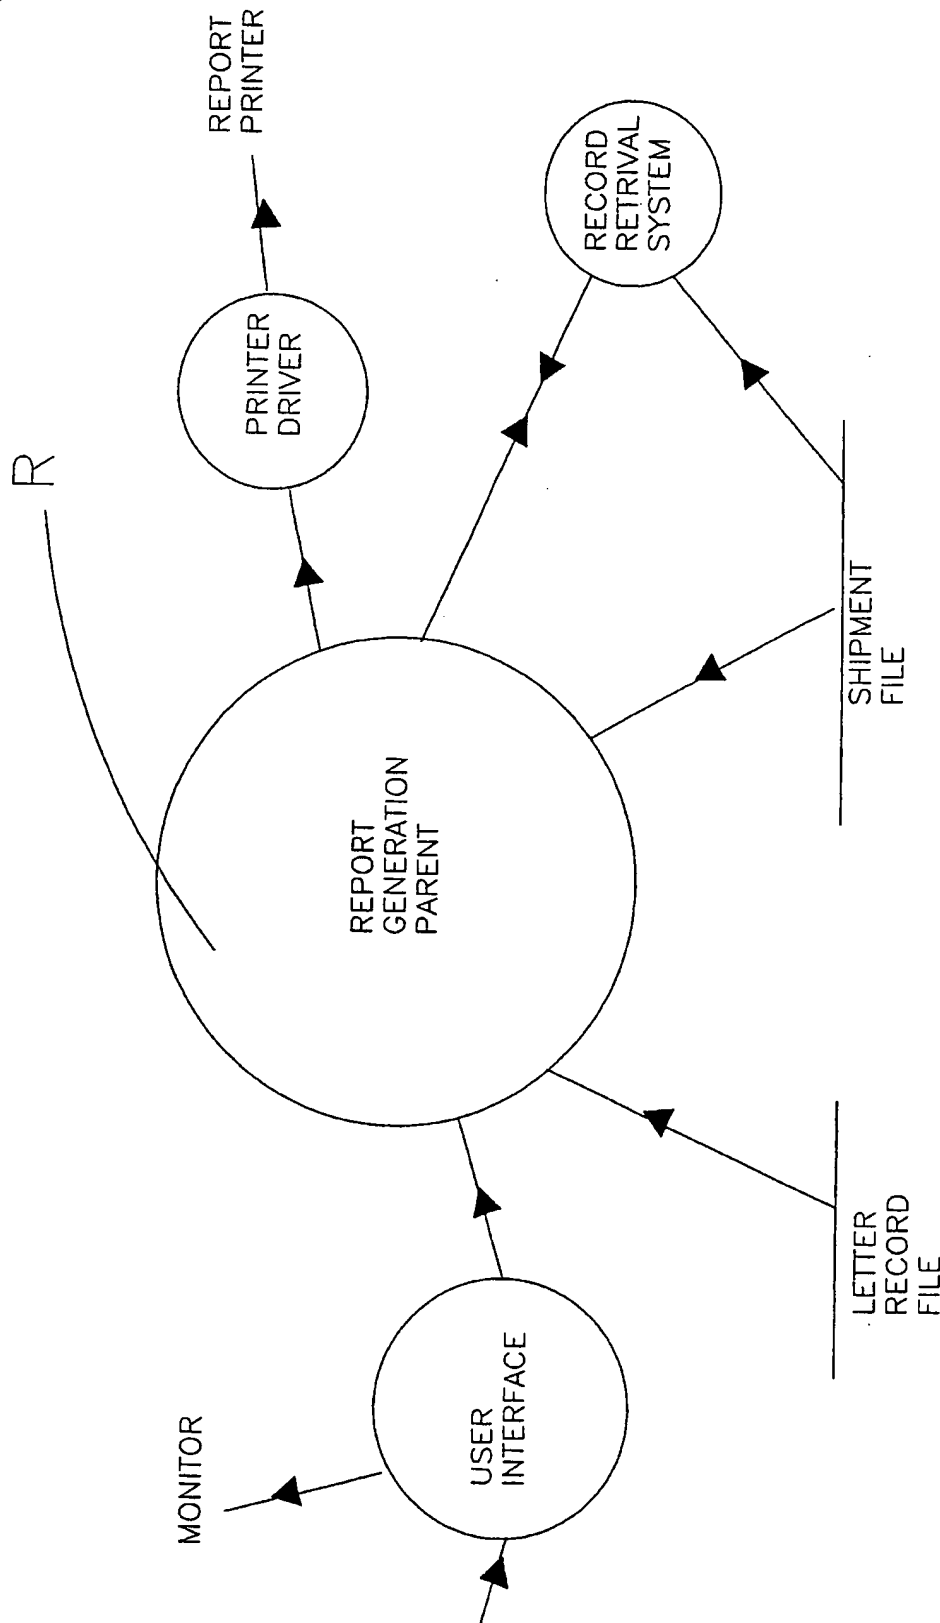 R
REPORT
PRINTER
PRINTER
DRIVER
RECORD
RETRIVAL
SYSTEM
REPORT
GENERATION
PARENT
MONITOR
USER
INTERFACE
LETTER
RECORD
FILE
SHIPMENT
FILE